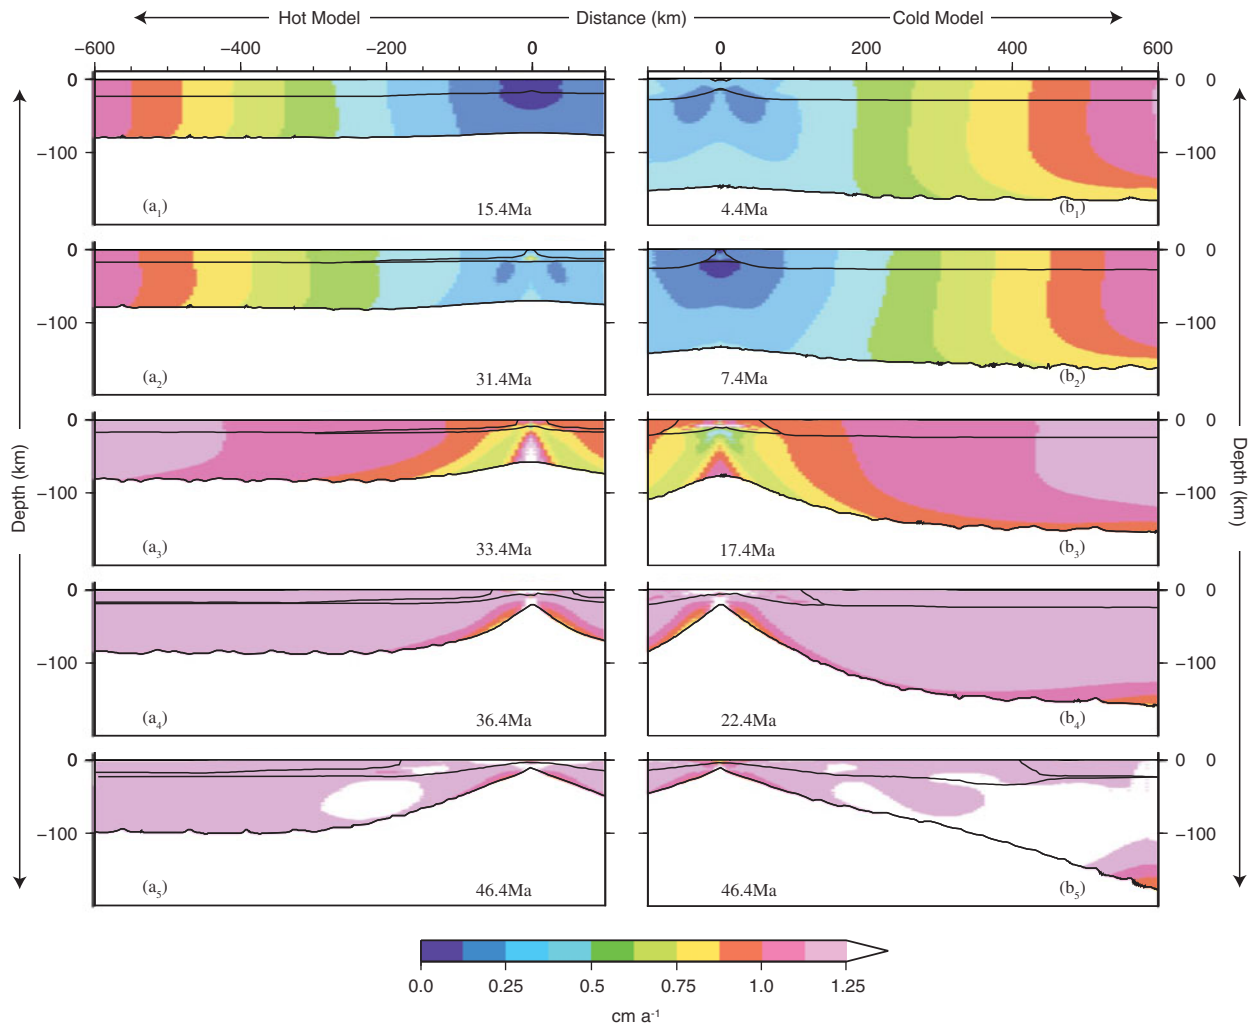 Hot Model Distance (km) Cold Model
−600 −400 −200 0 0 200 400 600
0 0 0
−100 −100
(a1) 15.4Ma 4.4Ma (b1)
0 0 0
−100 −100
(a2) 31.4Ma 7.4Ma (b2)
Depth (km) Depth (km)
0 0 0
−100 −100
(a3) 33.4Ma 17.4Ma (b3)
0 0 0
−100 −100
(a4) 36.4Ma 22.4Ma (b4)
0 0 0
−100 −100
(a5) 46.4Ma 46.4Ma (b5)
0.0 0.25 0.5 0.75 1.0 1.25
cm a-1